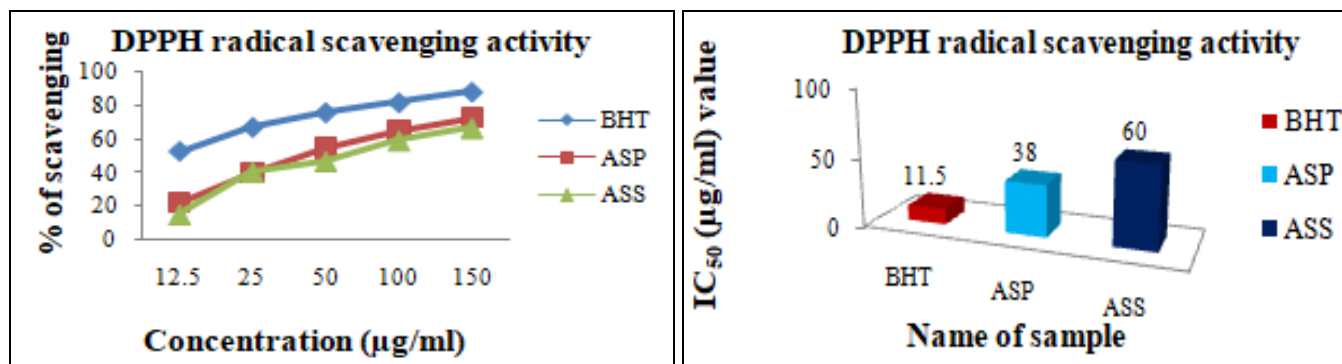 DPPH radical scavenging activity
% of scavenging
100
80
60
40
20
0
12.5 25 50 100 150
Concentration (µg/ml)
BHT
ASP
ASS
DPPH radical scavenging activity
IC₅₀ (µg/ml) value
100
50
0
11.5
38
60
BHT
ASP
ASS
Name of sample
BHT
ASP
ASS